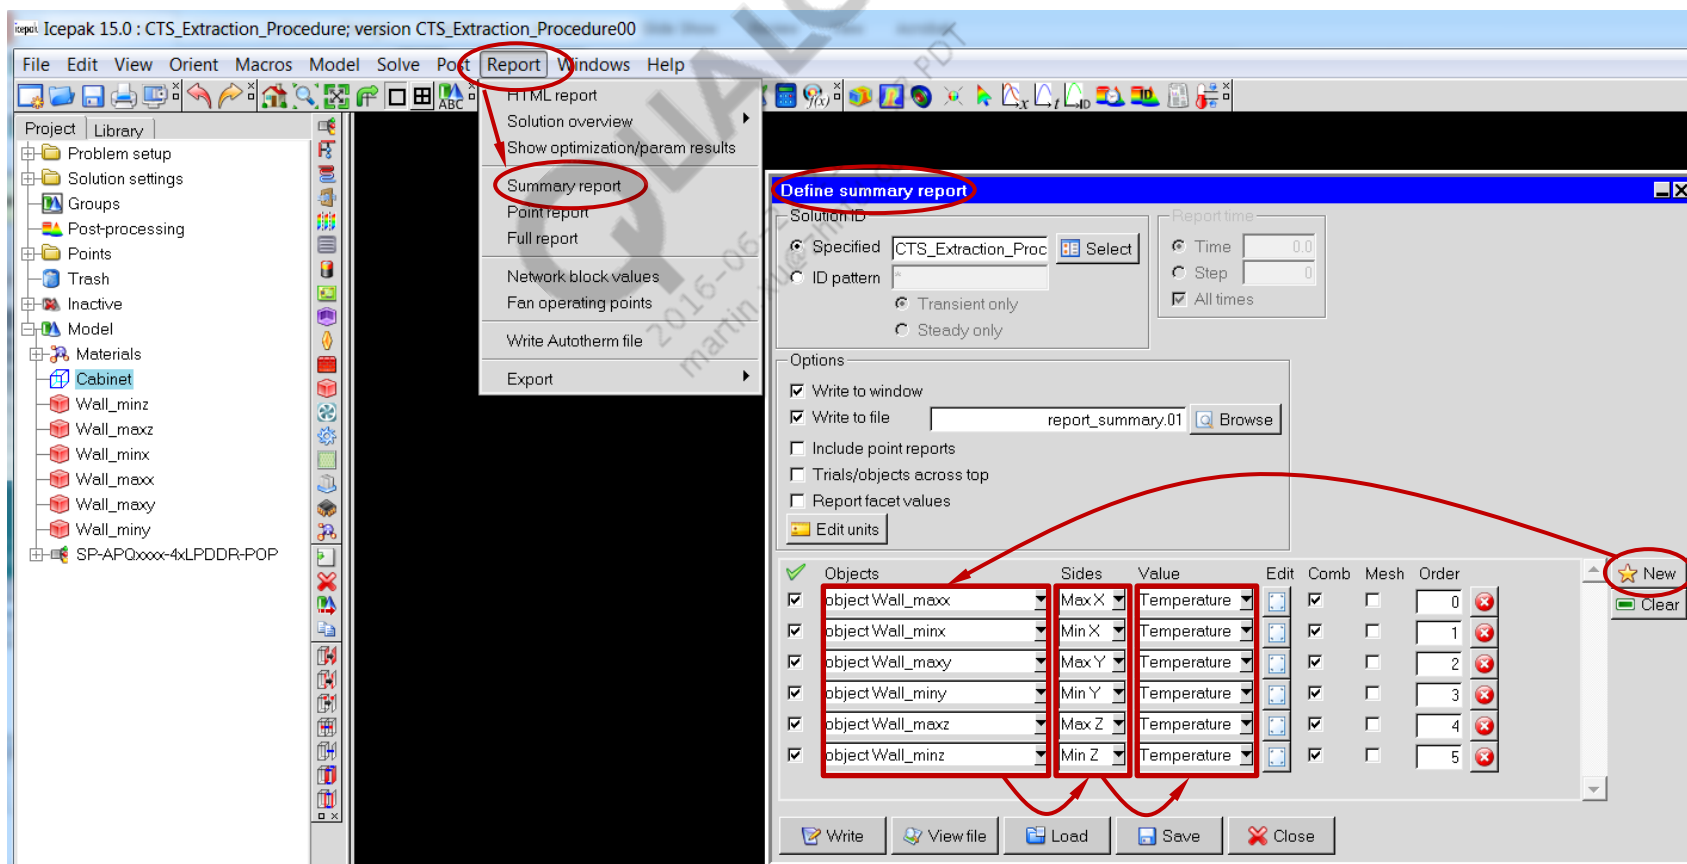 Icepak 15.0 : CTS_Extraction_Procedure; version CTS_Extraction_Procedure00
File Edit View Orient Macros Model Solve Post Report Windows Help
Project Library
Problem setup
Solution settings
Groups
Post-processing
Points
Trash
Inactive
Model
Materials
Cabinet
Wall_minz
Wall_maxz
Wall_minx
Wall_maxx
Wall_maxy
Wall_miny
SP-APQxxxx-4xLPDDR-POP
HTML report
Solution overview
Show optimization/param results
Summary report
Point report
Full report
Network block values
Fan operating points
Write Autotherm file
Export
Define summary report
Solution ID
Specified CTS_Extraction_Proc Select
ID pattern *
Transient only
Steady only
Report time
Time 0.0
Step 0
All times
Options
Write to window
Write to file report_summary.01 Browse
Include point reports
Trials/objects across top
Report facet values
Edit units
Objects Sides Value Edit Comb Mesh Order
object Wall_maxx Max X Temperature 0
object Wall_minx Min X Temperature 1
object Wall_maxy Max Y Temperature 2
object Wall_miny Min Y Temperature 3
object Wall_maxz Max Z Temperature 4
object Wall_minz Min Z Temperature 5
New
Clear
Write View file Load Save Close